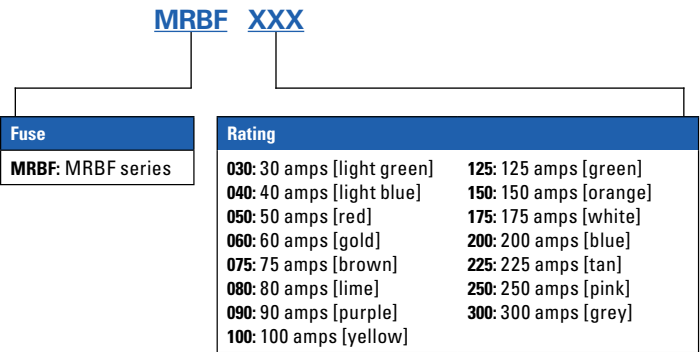 MRBF XXX
Fuse
MRBF: MRBF series
Rating
030: 30 amps [light green]
040: 40 amps [light blue]
050: 50 amps [red]
060: 60 amps [gold]
075: 75 amps [brown]
080: 80 amps [lime]
090: 90 amps [purple]
100: 100 amps [yellow]
125: 125 amps [green]
150: 150 amps [orange]
175: 175 amps [white]
200: 200 amps [blue]
225: 225 amps [tan]
250: 250 amps [pink]
300: 300 amps [grey]